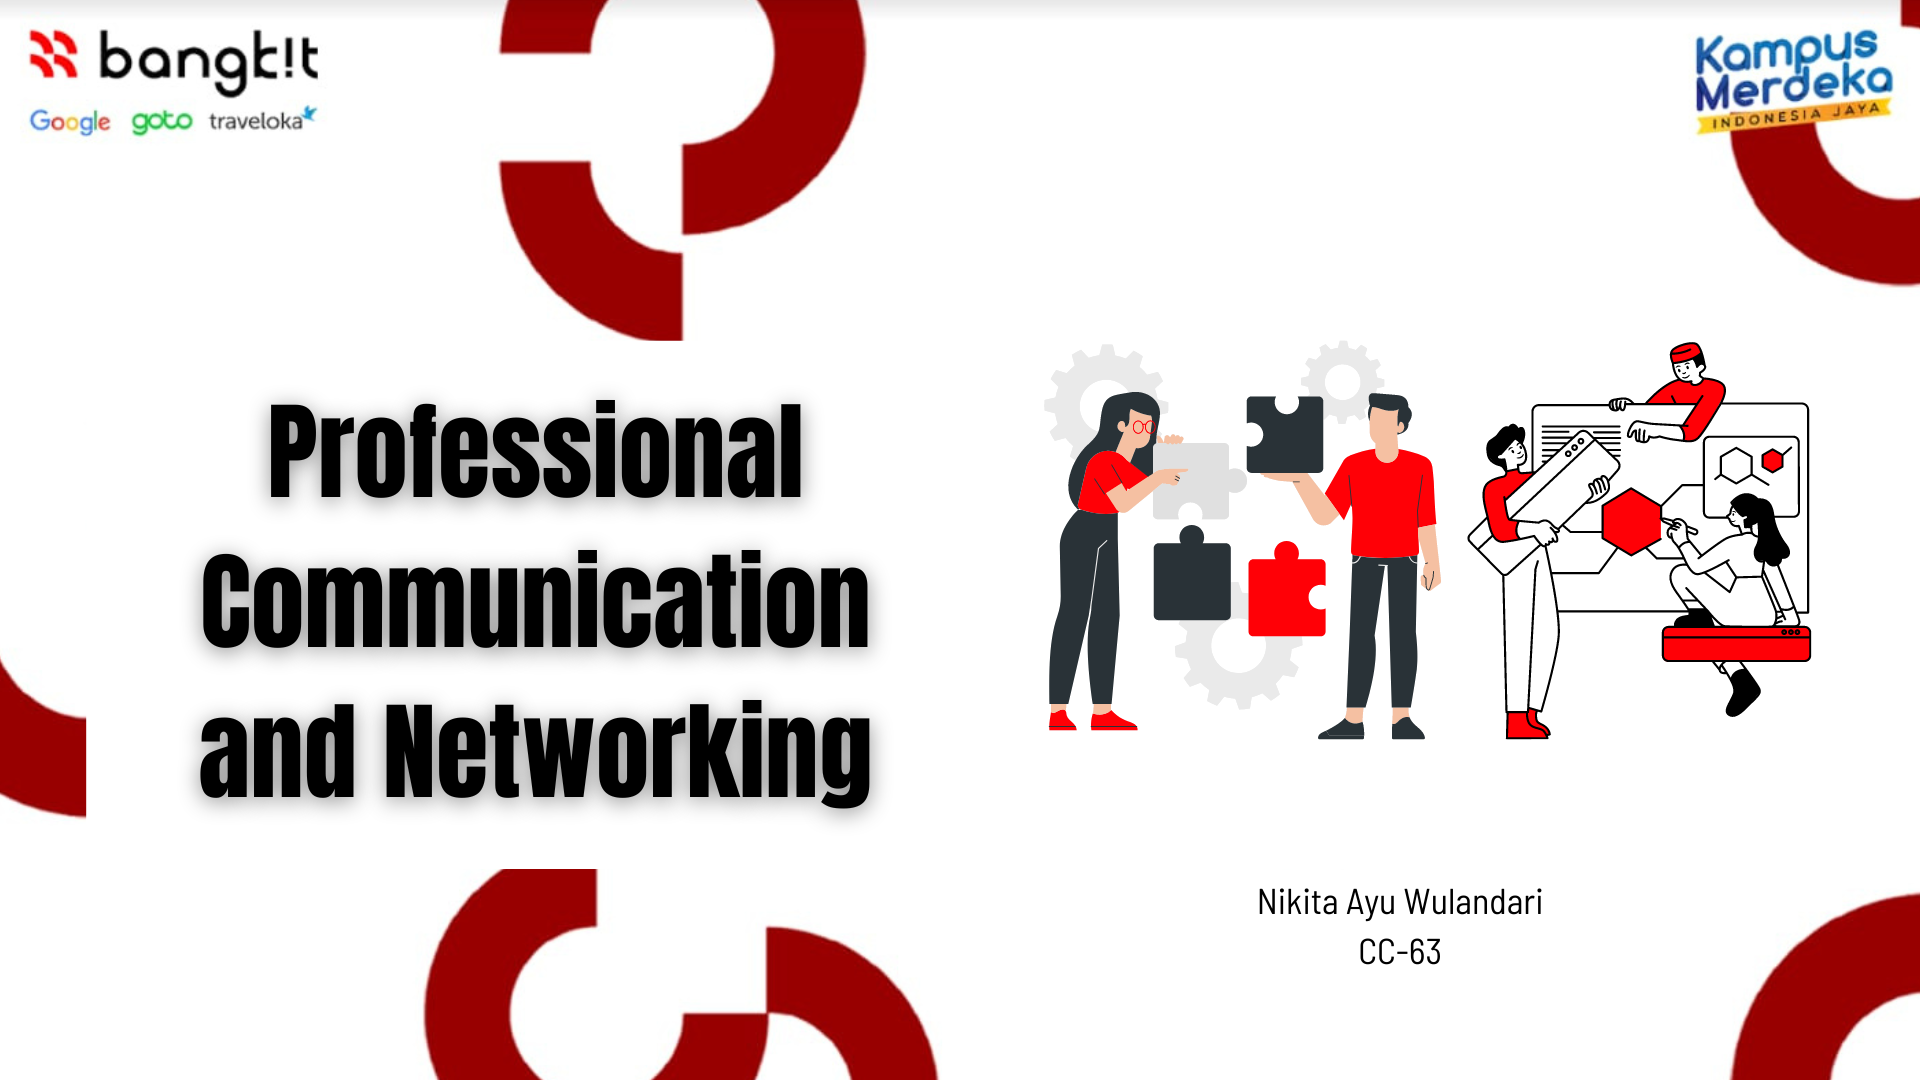 bangk!t
Google goto traveloka
Kampus
Merdeka
INDONESIA JAYA
Professional
Communication
and Networking
Nikita Ayu Wulandari
CC-63